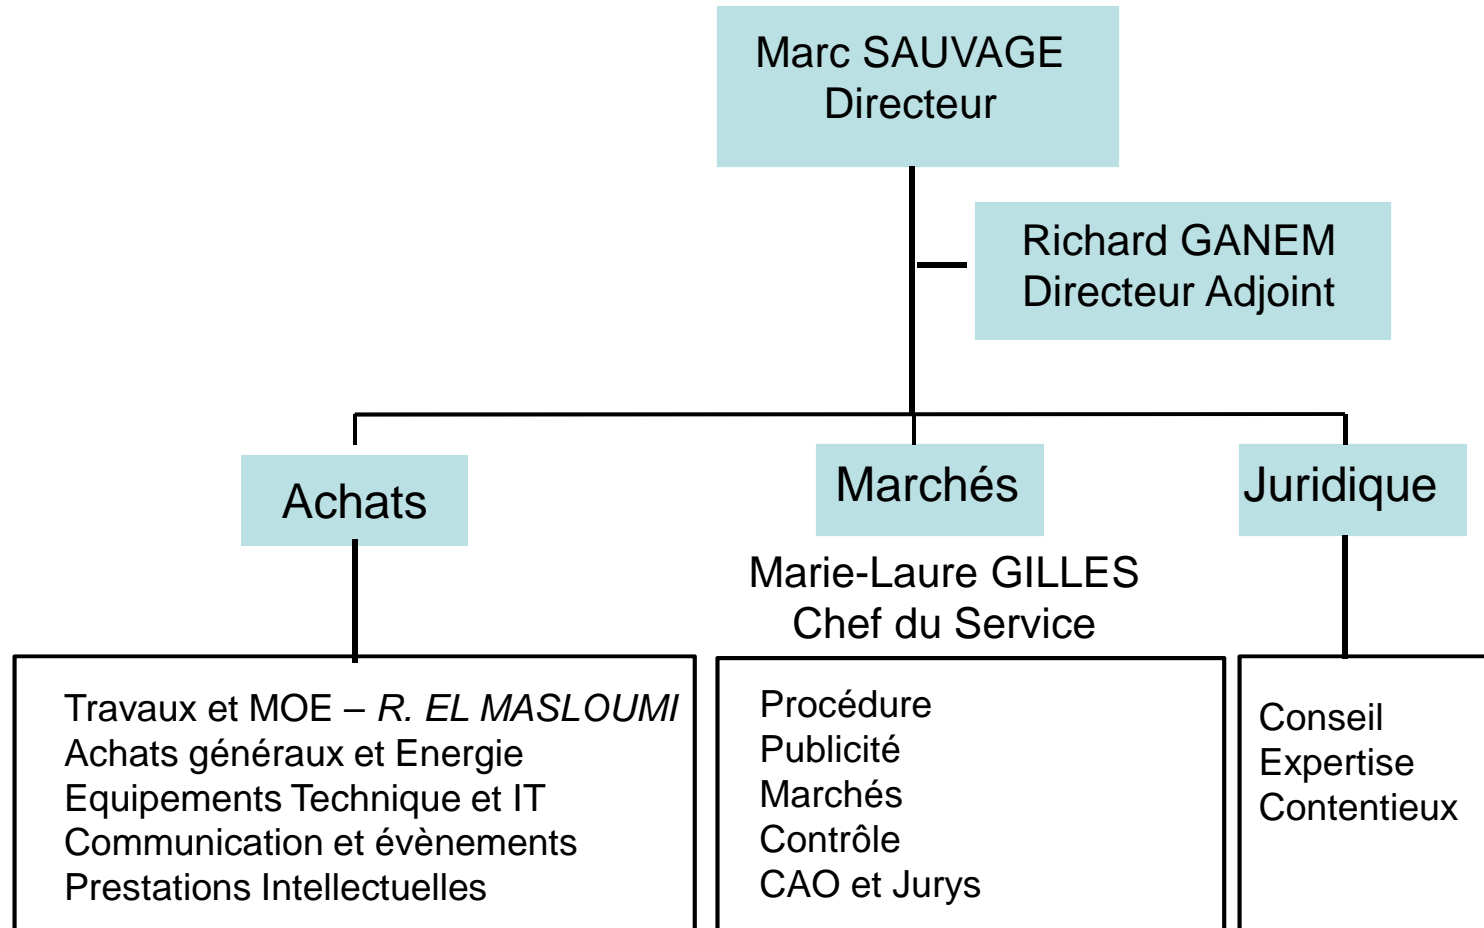 Marc SAUVAGE
Directeur
Richard GANEM
Directeur Adjoint
Achats
Marchés
Juridique
Marie-Laure GILLES
Chef du Service
Travaux et MOE – R. EL MASLOUMI
Achats généraux et Energie
Equipements Technique et IT
Communication et évènements
Prestations Intellectuelles
Procédure
Publicité
Marchés
Contrôle
CAO et Jurys
Conseil
Expertise
Contentieux